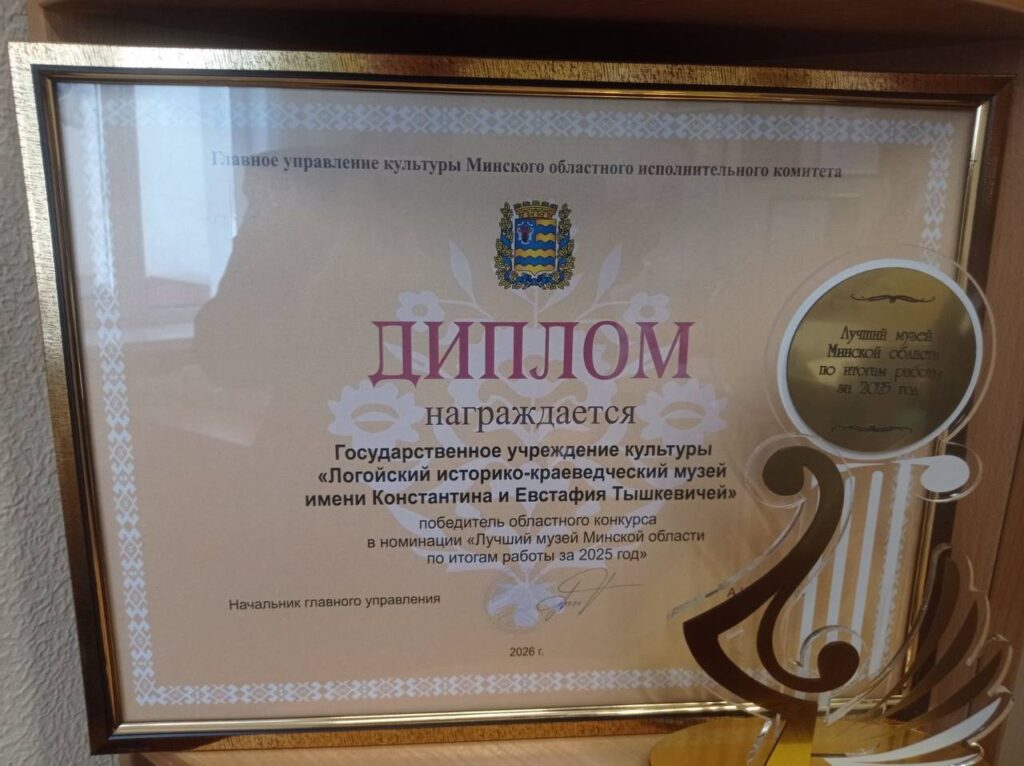 Главное управление культуры Минского областного исполнительного комитета
ДИПЛОМ
награждается
Государственное учреждение культуры
«Логойский историко-краеведческий музей
имени Константина и Евстафия Тышкевичей»
победитель областного конкурса
в номинации «Лучший музей Минской области
по итогам работы за 2025 год»
Начальник главного управления
2026 г.
Лучший музей
Минской области
по итогам работы
за 2025 год